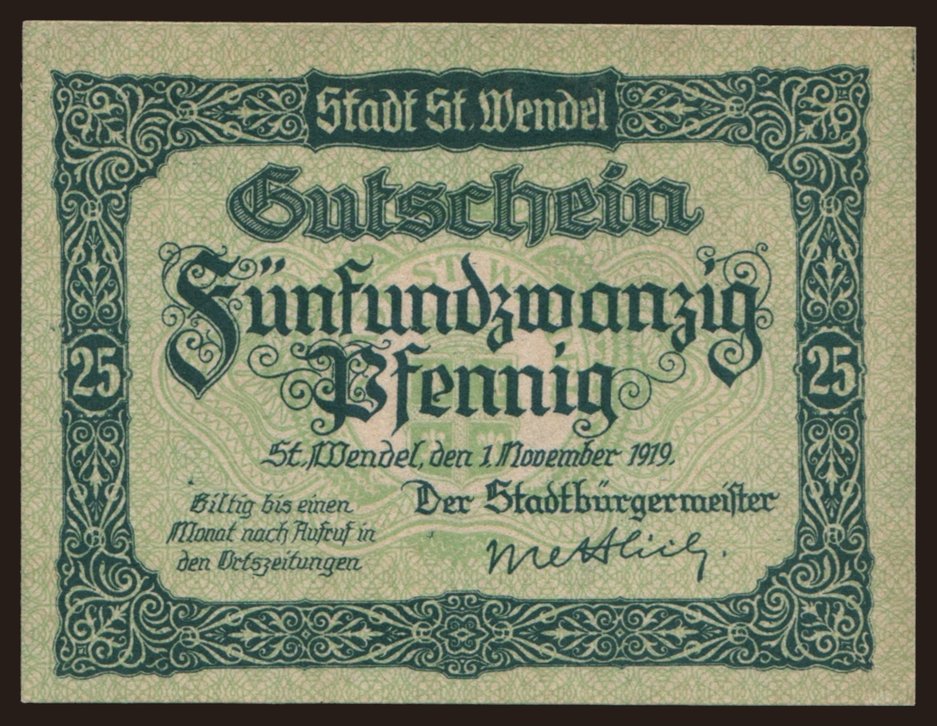 Stadt St. Wendel
Gutschein
Fünfundzwanzig
Pfennig
25
25
St. Wendel, den 1. November 1919.
Giltig bis einen
Monat nach Aufruf in
den Ortszeitungen
Der Stadtbürgermeister